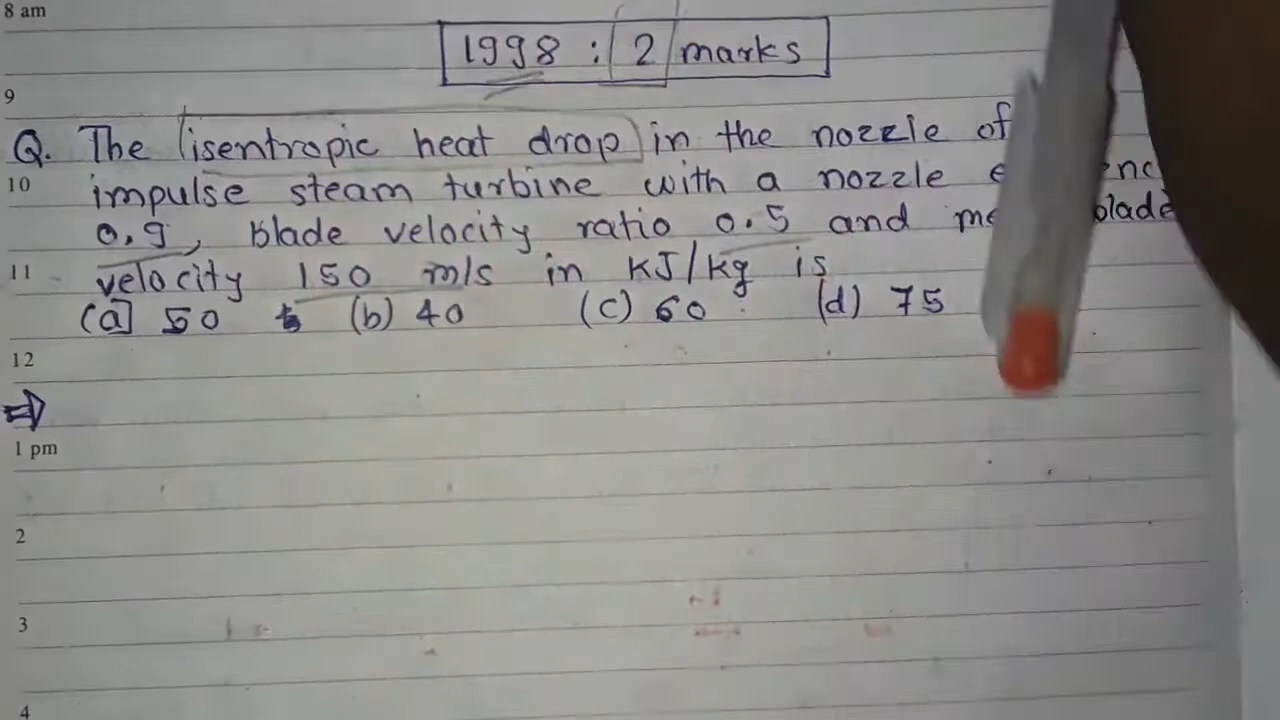 8 am
1998 : 2 marks
9
Q. The isentropic heat drop in the nozzle of
10 impulse steam turbine with a nozzle
0.9, blade velocity ratio 0.5 and blade
11 velocity 150 m/s in KJ/kg is
(a) 50 (b) 40 (c) 60 (d) 75
12
⇒
1 pm
2
3
4